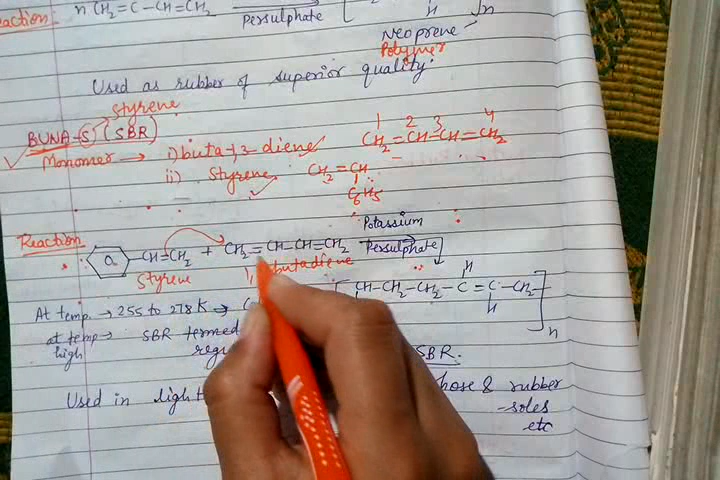 eaction: n CH₂=C-CH=CH₂ Persulphate H n
Neoprene
Polymer
Used as rubber of superior quality.
Styrene
BUNA-S (SBR)
1 2 3 4
Monomer → i) buta-1,3-diene CH₂=CH-CH=CH₂
ii) Styrene CH₂=CH
C₆H₅
Potassium
Reaction CH=CH₂ + CH₂=CH-CH=CH₂ Persulphate
Styrene butadiene
[CH-CH₂-CH₂-C=C-CH₂]n
H
H
At temp → 255 to 278 K →
at temp → SBR termed SBR.
high
Used in light hose & rubber
-soles
etc